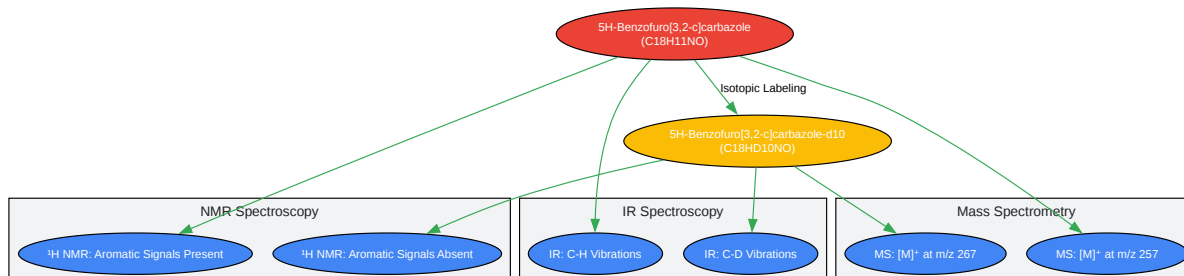 5H-Benzofuro[3,2-c]carbazole
(C18H11NO)
Isotopic Labeling
5H-Benzofuro[3.2-c]carbazole-d10
(C18HD10NO)
NMR Spectroscopy
IR Spectroscopy
Mass Spectrometry
¹H NMR: Aromatic Signals Present
¹H NMR: Aromatic Signals Absent
IR: C-H Vibrations
IR: C-D Vibrations
MS: [M]⁺ at m/z 267
MS: [M]⁺ at m/z 257